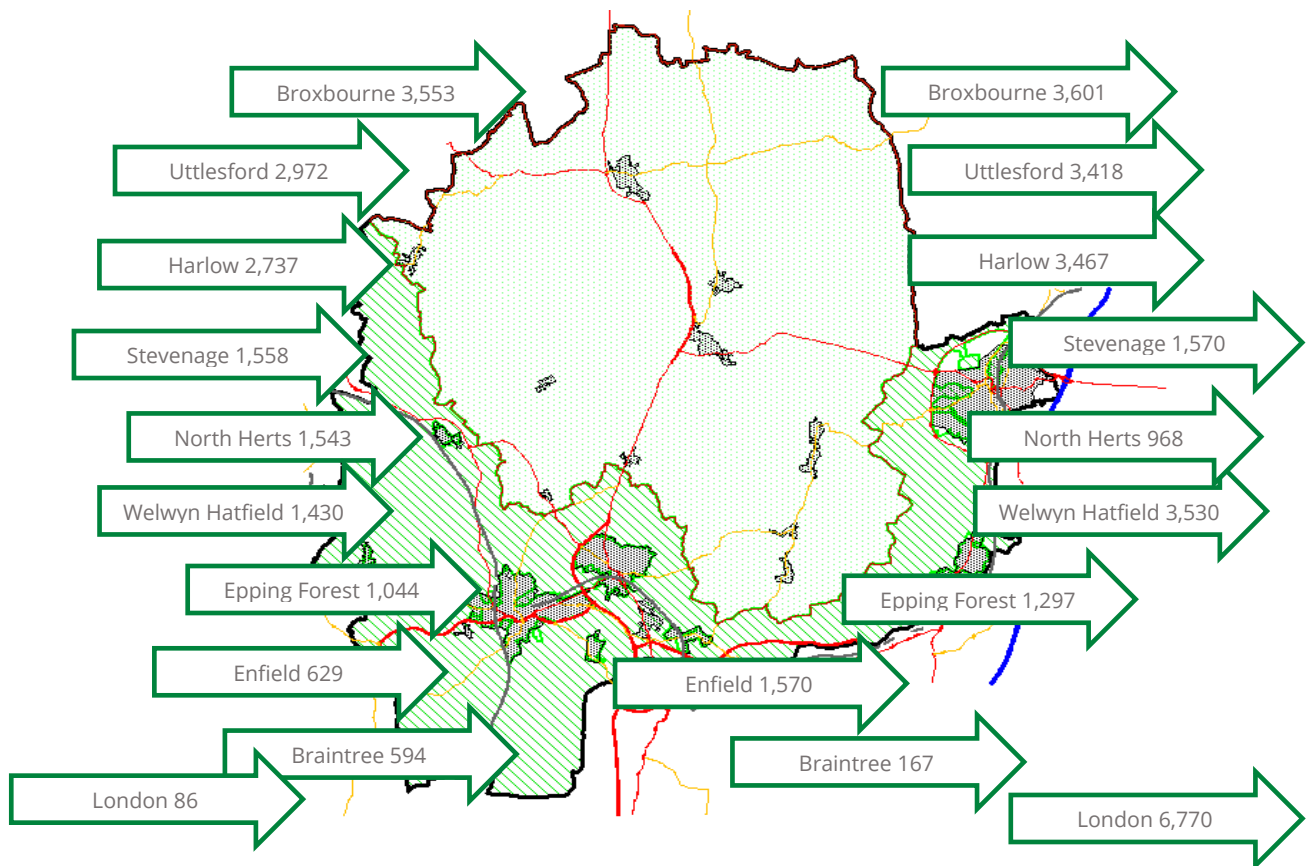 Broxbourne 3,553
Broxbourne 3,601
Uttlesford 2,972
Uttlesford 3,418
Harlow 2,737
Harlow 3,467
Stevenage 1,558
Stevenage 1,570
North Herts 1,543
North Herts 968
Welwyn Hatfield 1,430
Welwyn Hatfield 3,530
Epping Forest 1,044
Epping Forest 1,297
Enfield 629
Enfield 1,570
Braintree 594
Braintree 167
London 86
London 6,770